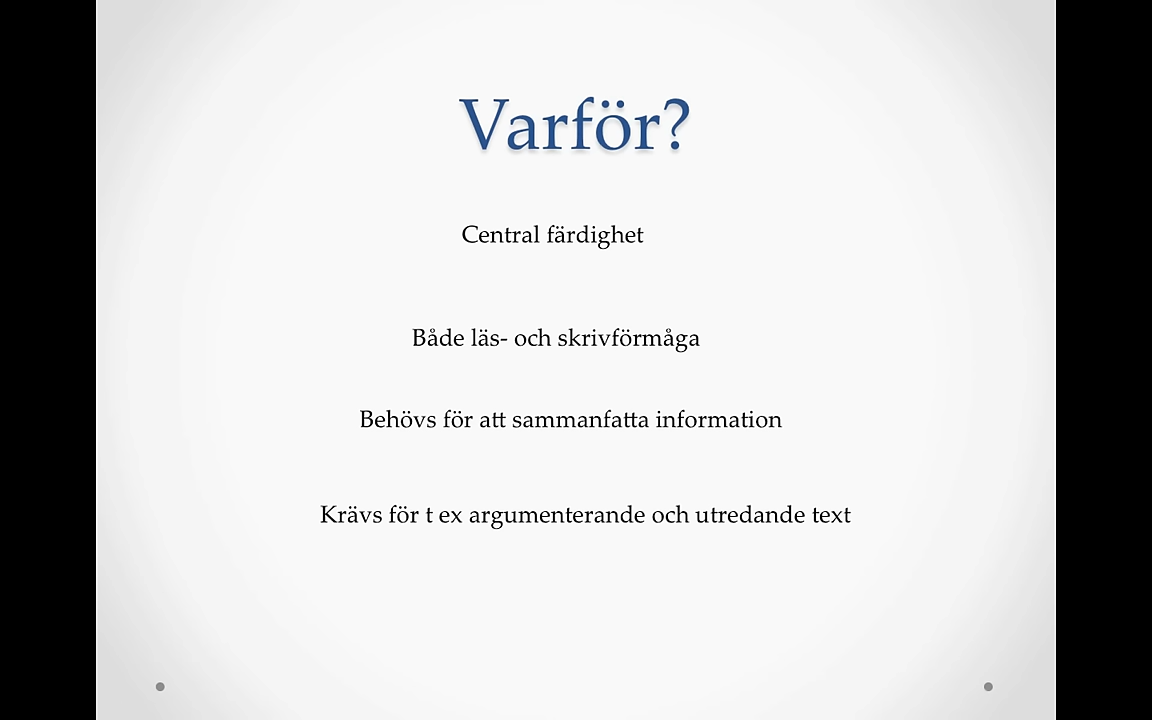 Varför?
Central färdighet
Både läs- och skrivförmåga
Behövs för att sammanfatta information
Krävs för t ex argumenterande och utredande text